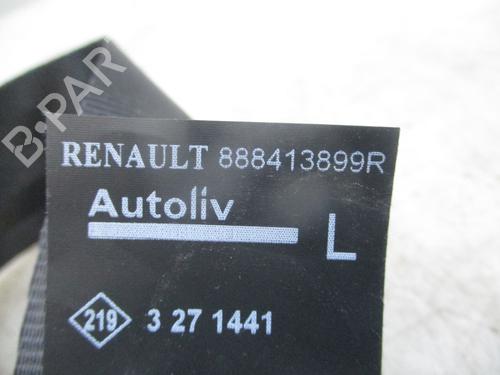 B-PAR
RENAULT 888413899R
Autoliv
L
219 3 27 1441